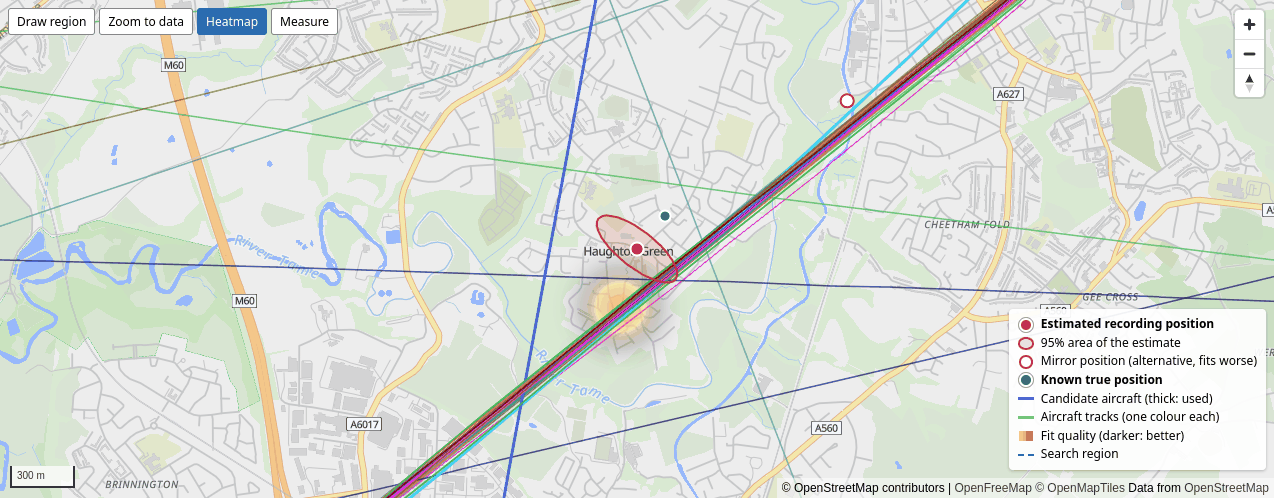 Draw region
Zoom to data
Heatmap
Measure
M60
A627
CHEETHAM FOLD
Haughton Green
River Tame
M60
GEE CROSS
River Tame
A6017
A560
BRINNINGTON
300 m
Estimated recording position
95% area of the estimate
Mirror position (alternative, fits worse)
Known true position
Candidate aircraft (thick: used)
Aircraft tracks (one colour each)
Fit quality (darker: better)
Search region
© OpenStreetMap contributors | OpenFreeMap © OpenMapTiles Data from OpenStreetMap